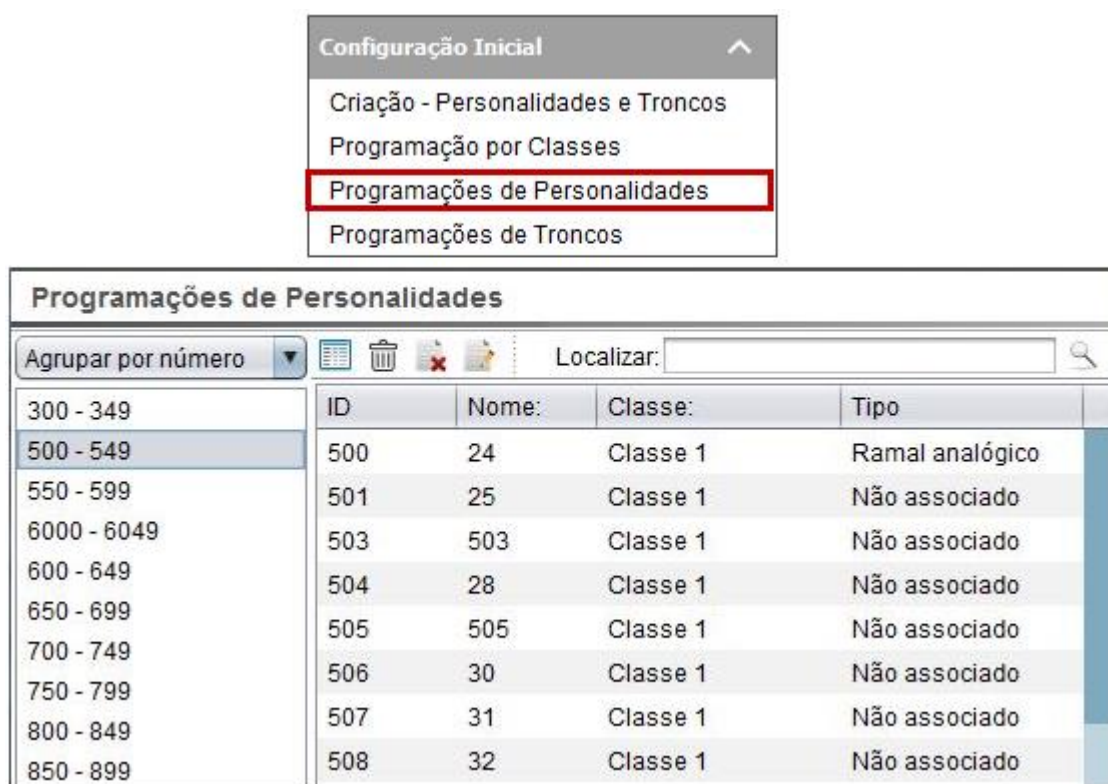 Configuração Inicial
Criação - Personalidades e Troncos
Programação por Classes
Programações de Personalidades
Programações de Troncos
Programações de Personalidades
Agrupar por número Localizar:
300 - 349
500 - 549
550 - 599
6000 - 6049
600 - 649
650 - 699
700 - 749
750 - 799
800 - 849
850 - 899
ID Nome: Classe: Tipo
500 24 Classe 1 Ramal analógico
501 25 Classe 1 Não associado
503 503 Classe 1 Não associado
504 28 Classe 1 Não associado
505 505 Classe 1 Não associado
506 30 Classe 1 Não associado
507 31 Classe 1 Não associado
508 32 Classe 1 Não associado